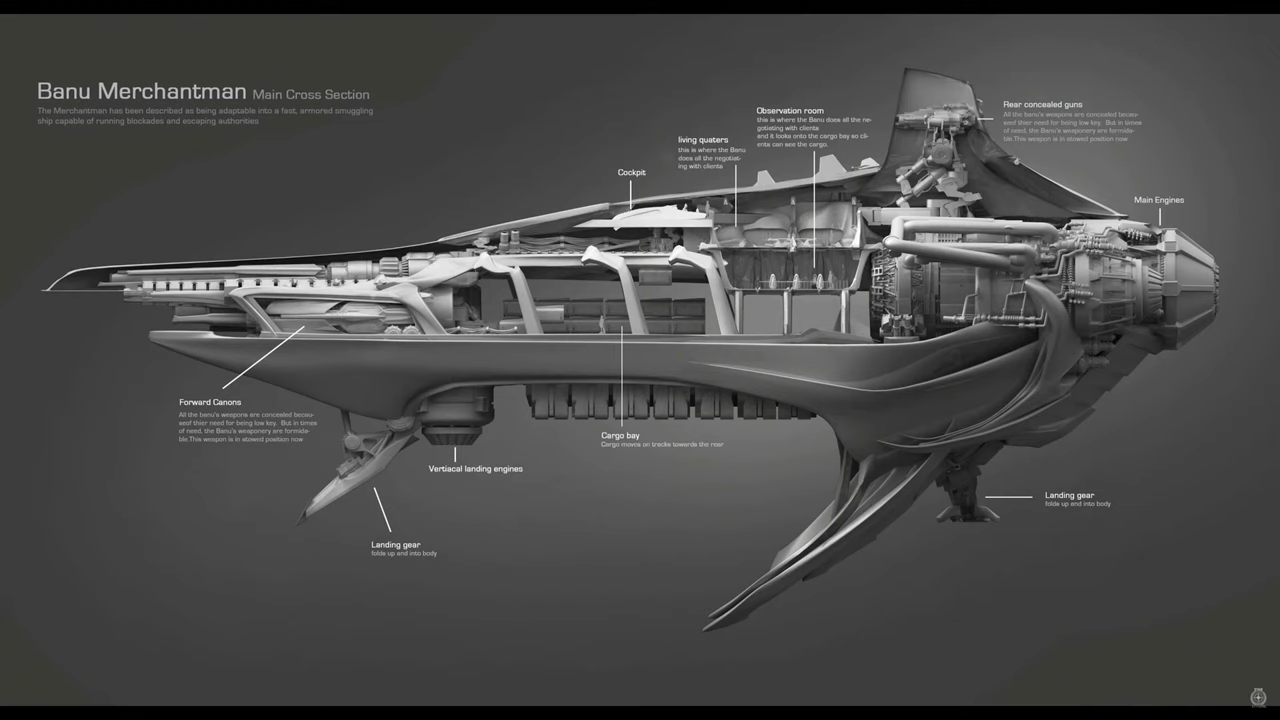 Banu Merchantman Main Cross Section
The Merchantman has been described as being adaptable into a fast, armored smuggling
ship capable of running blockades and escaping authorities
Observation room
this is where the Banu does all the ne-
gotiating with clients
and it looks onto the cargo bay so cli-
ents can see the cargo.
living quaters
this is where the Banu
does all the negotiat-
ing with clients
Cockpit
Rear concealed guns
All the banu's weapons are concealed becau-
seof thier need for being low key. But in times
of need, the Banu's weaponery are formida-
ble.This weapon is in stowed position now
Main Engines
Forward Canons
All the banu's weapons are concealed becau-
seof thier need for being low key. But in times
of need, the Banu's weaponery are formida-
ble.This weapon is in stowed position now
Cargo bay
Cargo moves on tracks towards the rear
Vertiacal landing engines
Landing gear
folds up and into body
Landing gear
folds up and into body